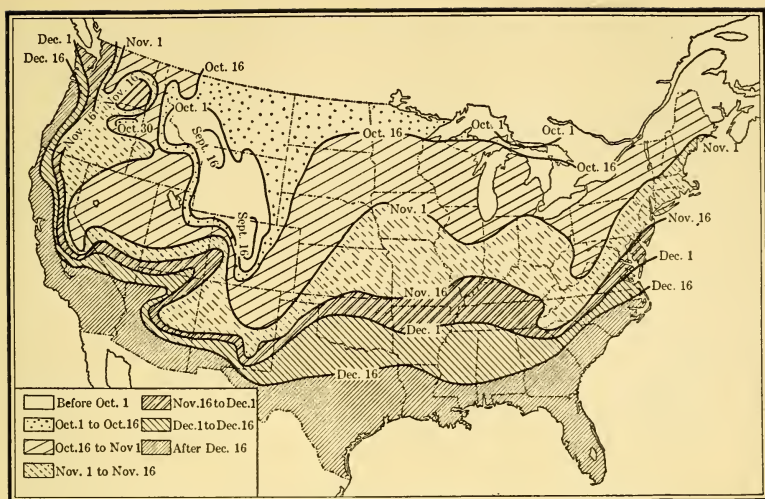 Dec. 1
Nov. 1
Dec. 16
Oct. 16
Oct. 1
Nov. 16
Nov. 16
Oct. 30
Sept. 16
Oct. 16
Oct. 1
Oct. 1
Oct. 16
Nov. 1
Sept. 16
Nov. 1
Nov. 16
Dec. 1
Nov. 16
Dec. 16
Dec. 1
Dec. 16
Before Oct. 1
Nov.16 to Dec.1
Oct.1 to Oct.16
Dec.1 to Dec.16
Oct.16 to Nov 1
After Dec. 16
Nov. 1 to Nov. 16